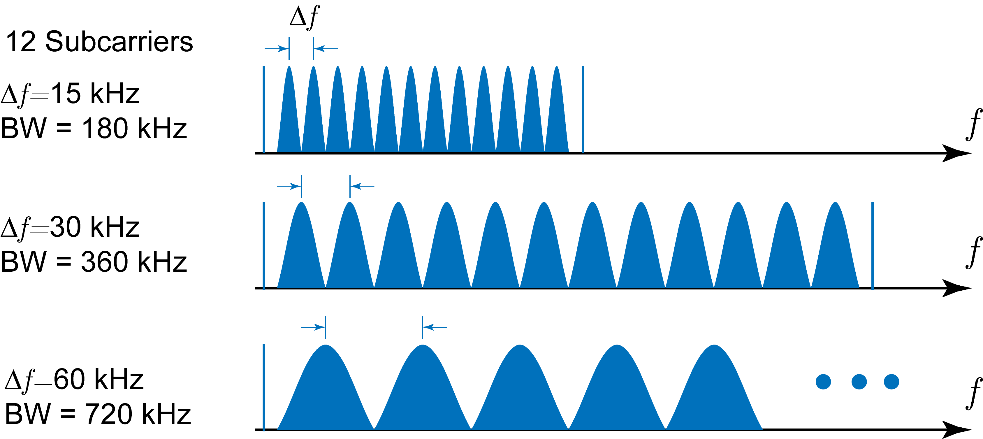 Δf
12 Subcarriers
Δf=15 kHz
BW = 180 kHz
f
Δf=30 kHz
BW = 360 kHz
f
Δf=60 kHz
BW = 720 kHz
f